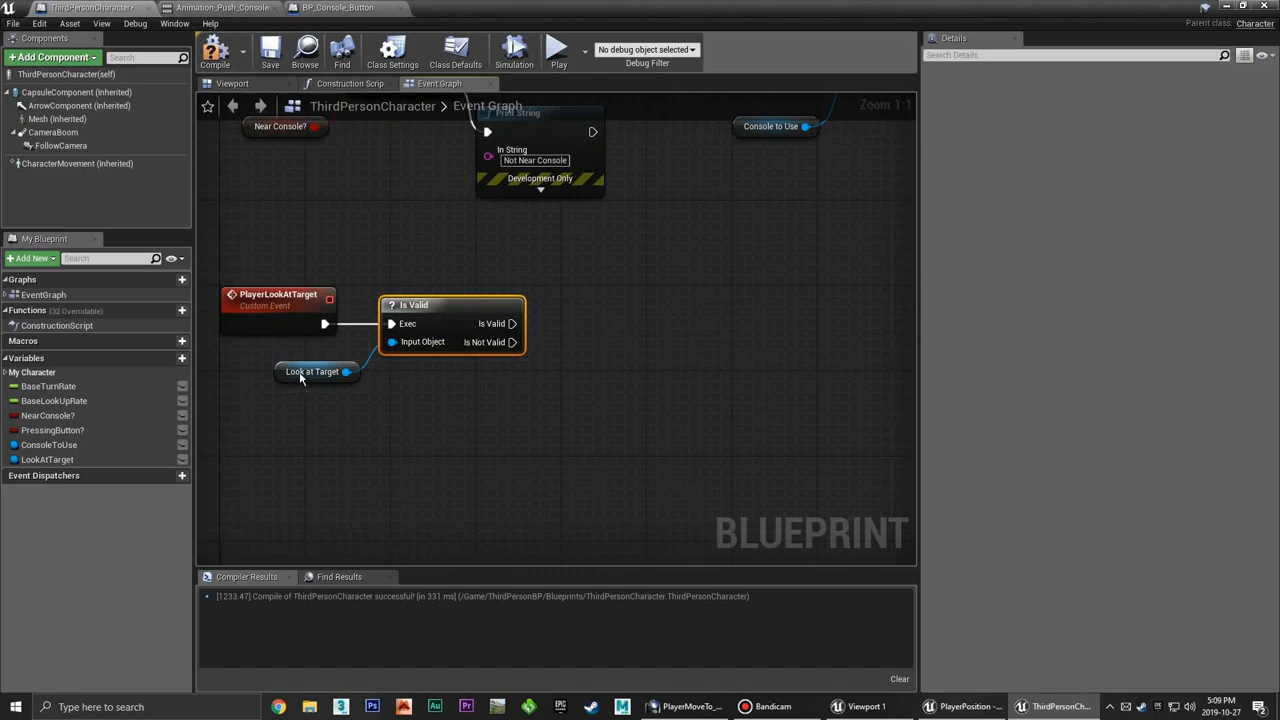 ThirdPersonCharacter*
Animation_Push_Console
BP_Console_Button
File Edit Asset View Debug Window Help
Parent class: Character
Components
+ Add Component
Search
ThirdPersonCharacter(self)
CapsuleComponent (Inherited)
ArrowComponent (Inherited)
Mesh (Inherited)
CameraBoom
FollowCamera
CharacterMovement (Inherited)
Compile
Save
Browse
Find
Class Settings
Class Defaults
Simulation
Play
No debug object selected
Debug Filter
Viewport
Construction Scrip
Event Graph
ThirdPersonCharacter > Event Graph
Zoom 1:1
Near Console?
Print String
In String
Not Near Console
Development Only
Console to Use
PlayerLookAtTarget
Custom Event
? Is Valid
Exec
Is Valid
Input Object
Is Not Valid
Look at Target
BLUEPRINT
My Blueprint
+ Add New
Search
Graphs
EventGraph
Functions (32 Overridable)
ConstructionScript
Macros
Variables
My Character
BaseTurnRate
BaseLookUpRate
NearConsole?
PressingButton?
ConsoleToUse
LookAtTarget
Event Dispatchers
Details
Search Details
Compiler Results
Find Results
[1233.47] Compile of ThirdPersonCharacter successful! [in 331 ms] (/Game/ThirdPersonBP/Blueprints/ThirdPersonCharacter.ThirdPersonCharacter)
Clear
Type here to search
PlayerMoveTo_...
Bandicam
Viewport 1
PlayerPosition -...
ThirdPersonCh...
5:09 PM
2019-10-27